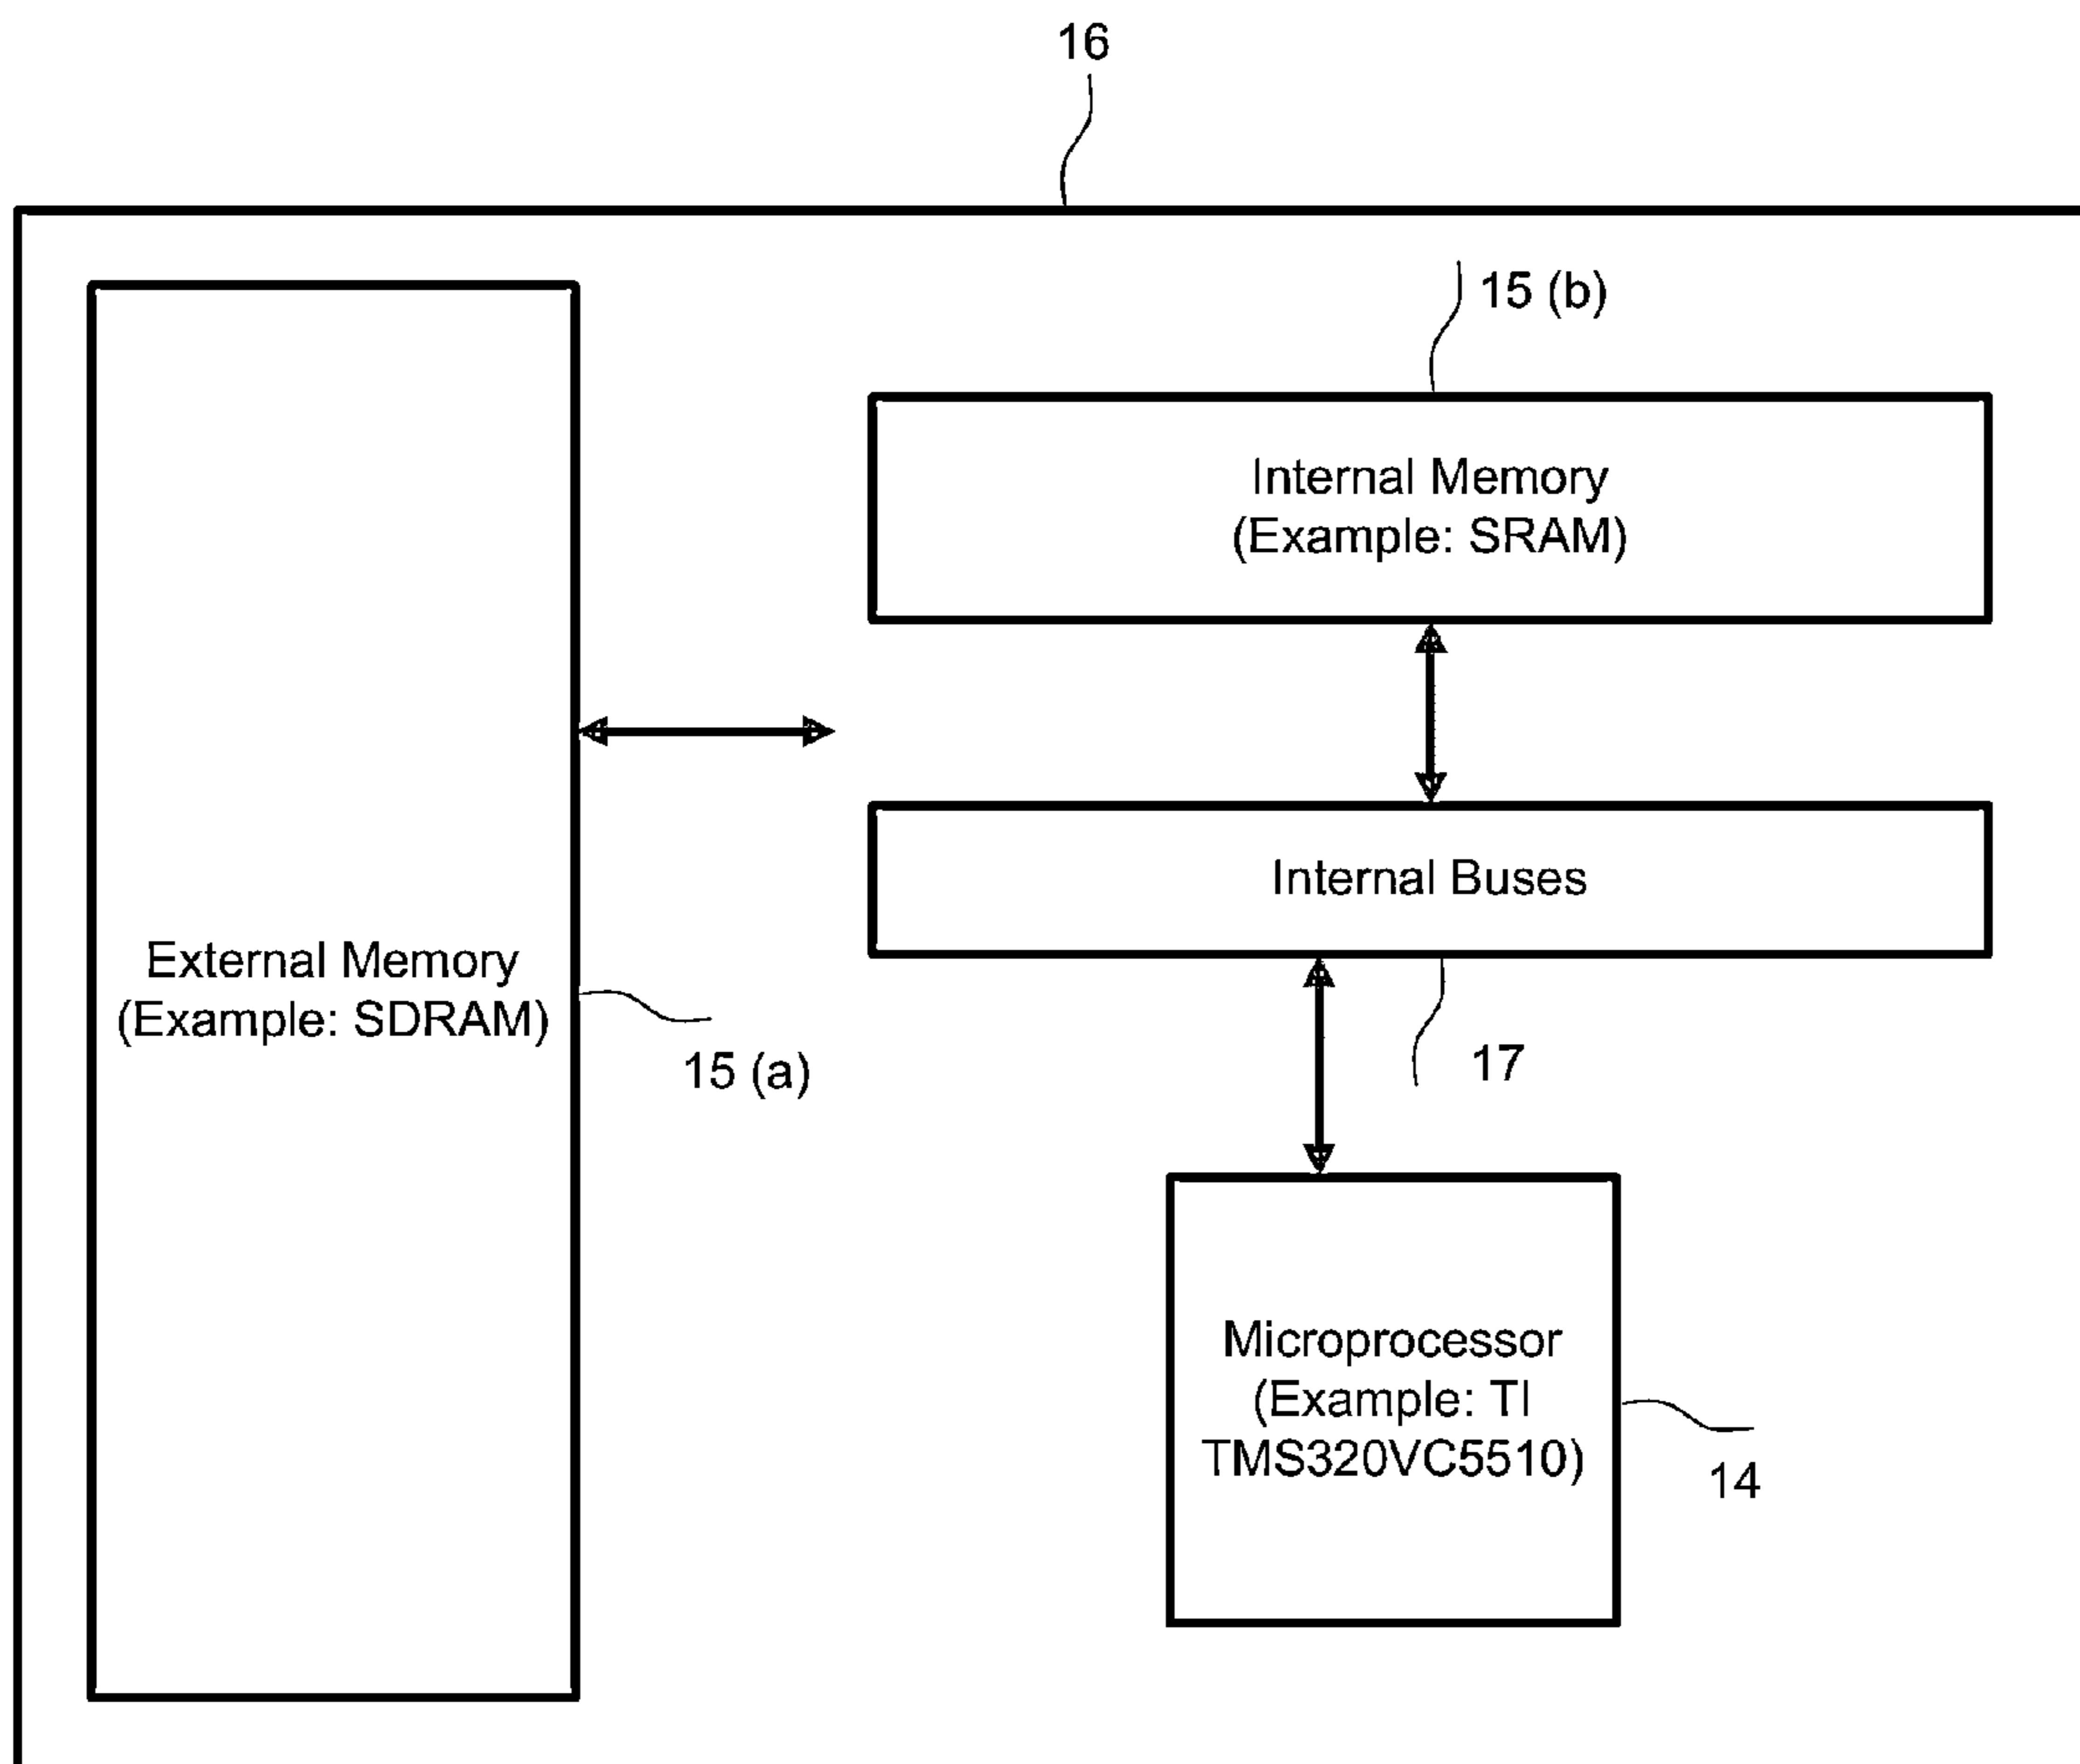 16
15 (b)
Internal Memory
(Example: SRAM)
Internal Buses
External Memory
(Example: SDRAM)
15 (a)
17
Microprocessor
(Example: TI
TMS320VC5510)
14